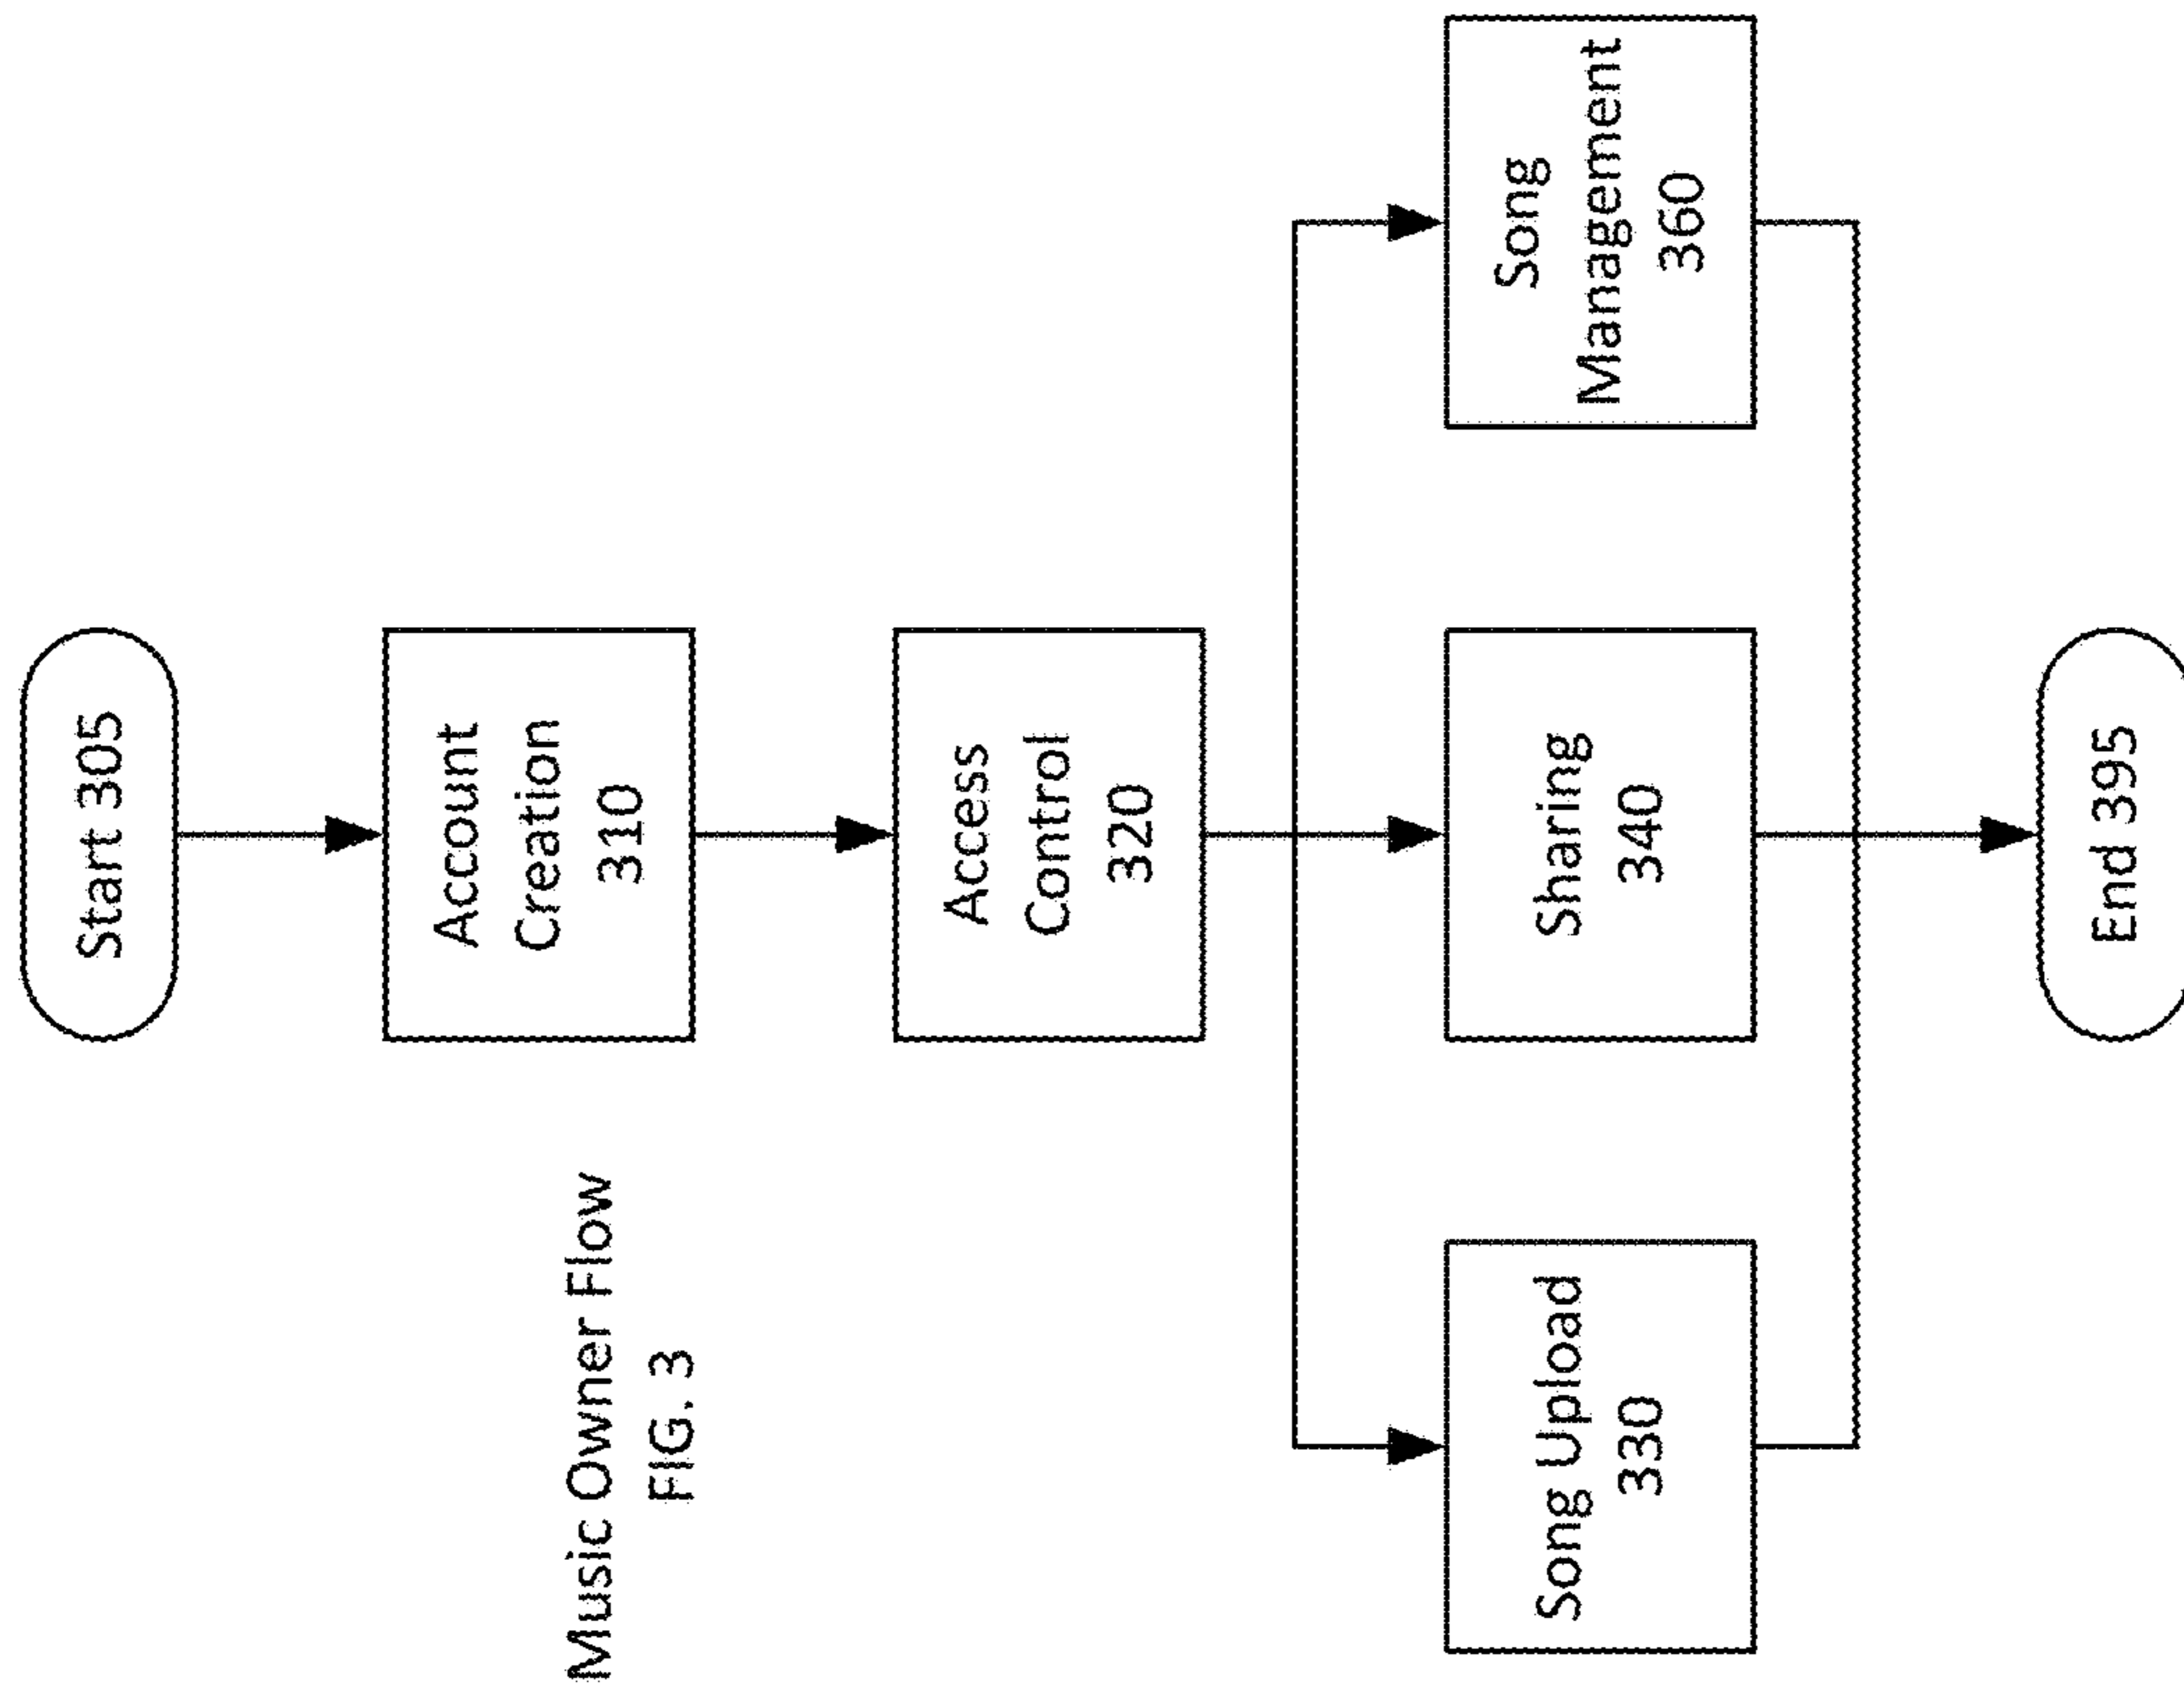 Start 305
Account
Creation
310
Music Owner Flow
FIG. 3
Access
Control
320
Song Upload
330
Sharing
340
Song
Management
360
End 395